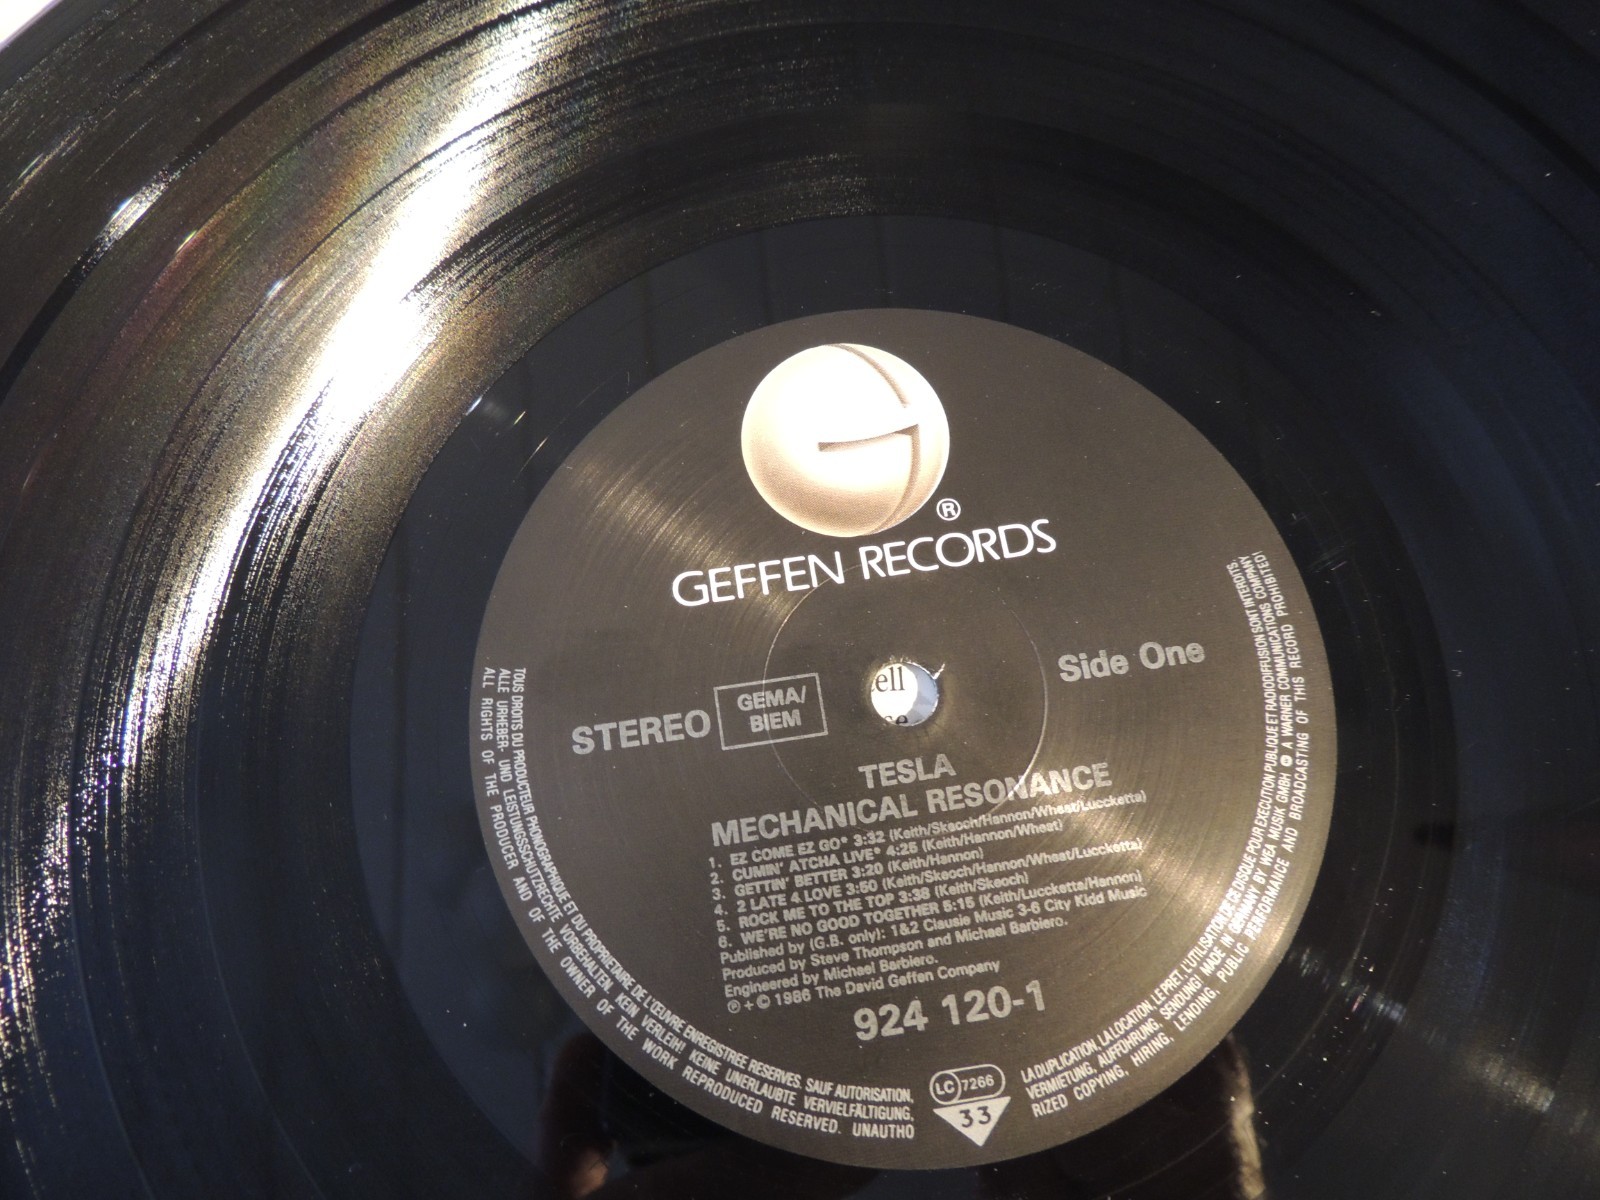 ®
GEFFEN RECORDS
Side One
STEREO
GEMA/
BIEM
ell
se
TESLA
MECHANICAL RESONANCE
1. EZ COME EZ GO* 3:32 (Keith/Skeoch/Hannon/Wheat/Luccketta)
2. CUMIN' ATCHA LIVE* 4:25 (Keith/Hannon/Wheat)
3. GETTIN' BETTER 3:20 (Keith/Hannon)
4. 2 LATE 4 LOVE 3:50 (Keith/Skeoch/Hannon/Wheat/Luccketta)
5. ROCK ME TO THE TOP 3:38 (Keith/Skeoch)
6. WE'RE NO GOOD TOGETHER 5:15 (Keith/Luccketta/Hannon)
Published by (G.B. only): 1&2 Clausie Music 3-6 City Kidd Music
Produced by Steve Thompson and Michael Barbiero.
Engineered by Michael Barbiero.
℗ + © 1986 The David Geffen Company
924 120-1
LC 7266
33
TOUS DROITS DU PRODUCTEUR PHONOGRAPHIQUE ET DU PROPRIETAIRE DE L'ŒUVRE ENREGISTREE RESERVES. SAUF AUTORISATION,
LA DUPLICATION, LA LOCATION, LE PRET, L'UTILISATION DE CE DISQUE POUR EXECUTION PUBLIQUE ET RADIODIFFUSION SONT INTERDITS.
ALLE URHEBER- UND LEISTUNGSSCHUTZRECHTE VORBEHALTEN. KEIN VERLEIH! KEINE UNERLAUBTE VERVIELFÄLTIGUNG,
VERMIETUNG, AUFFÜHRUNG, SENDUNG! MADE IN GERMANY BY WEA MUSIK GMBH A WARNER COMMUNICATIONS COMPANY
ALL RIGHTS OF THE PRODUCER AND OF THE OWNER OF THE WORK REPRODUCED RESERVED. UNAUTHO
RIZED COPYING, HIRING, LENDING, PUBLIC PERFORMANCE AND BROADCASTING OF THIS RECORD PROHIBITED!